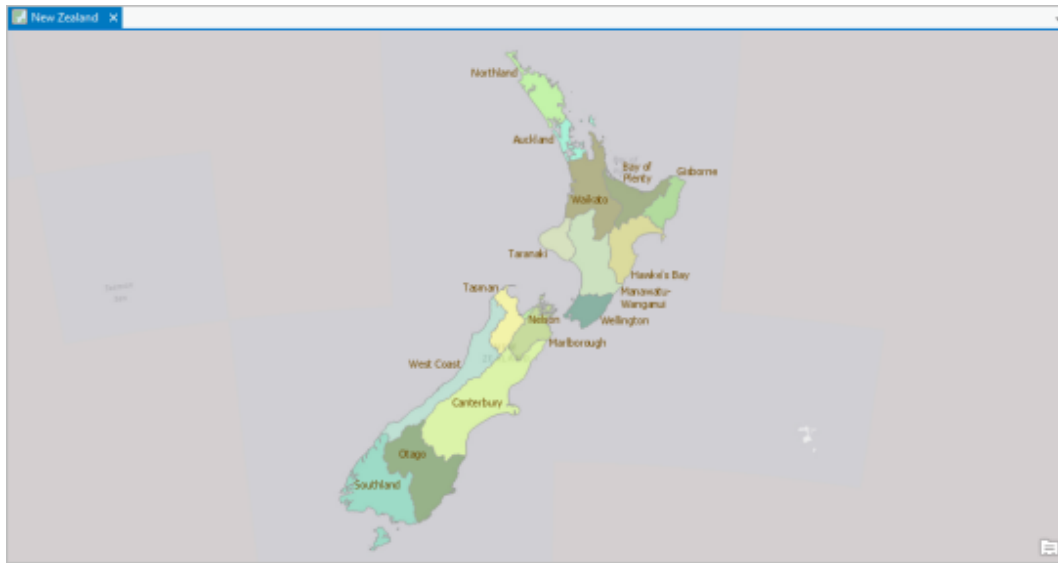 New Zealand
Northland
Auckland
Bay of
Plenty
Gisborne
Waikato
Taranaki
Hawke's Bay
Manawatu-
Wanganui
Wellington
Tasman
Nelson
Marlborough
West Coast
Canterbury
Otago
Southland